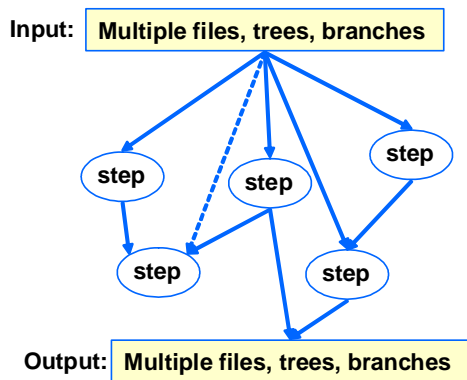 Input: Multiple files, trees, branches
step
step
step
step
step
Output: Multiple files, trees, branches